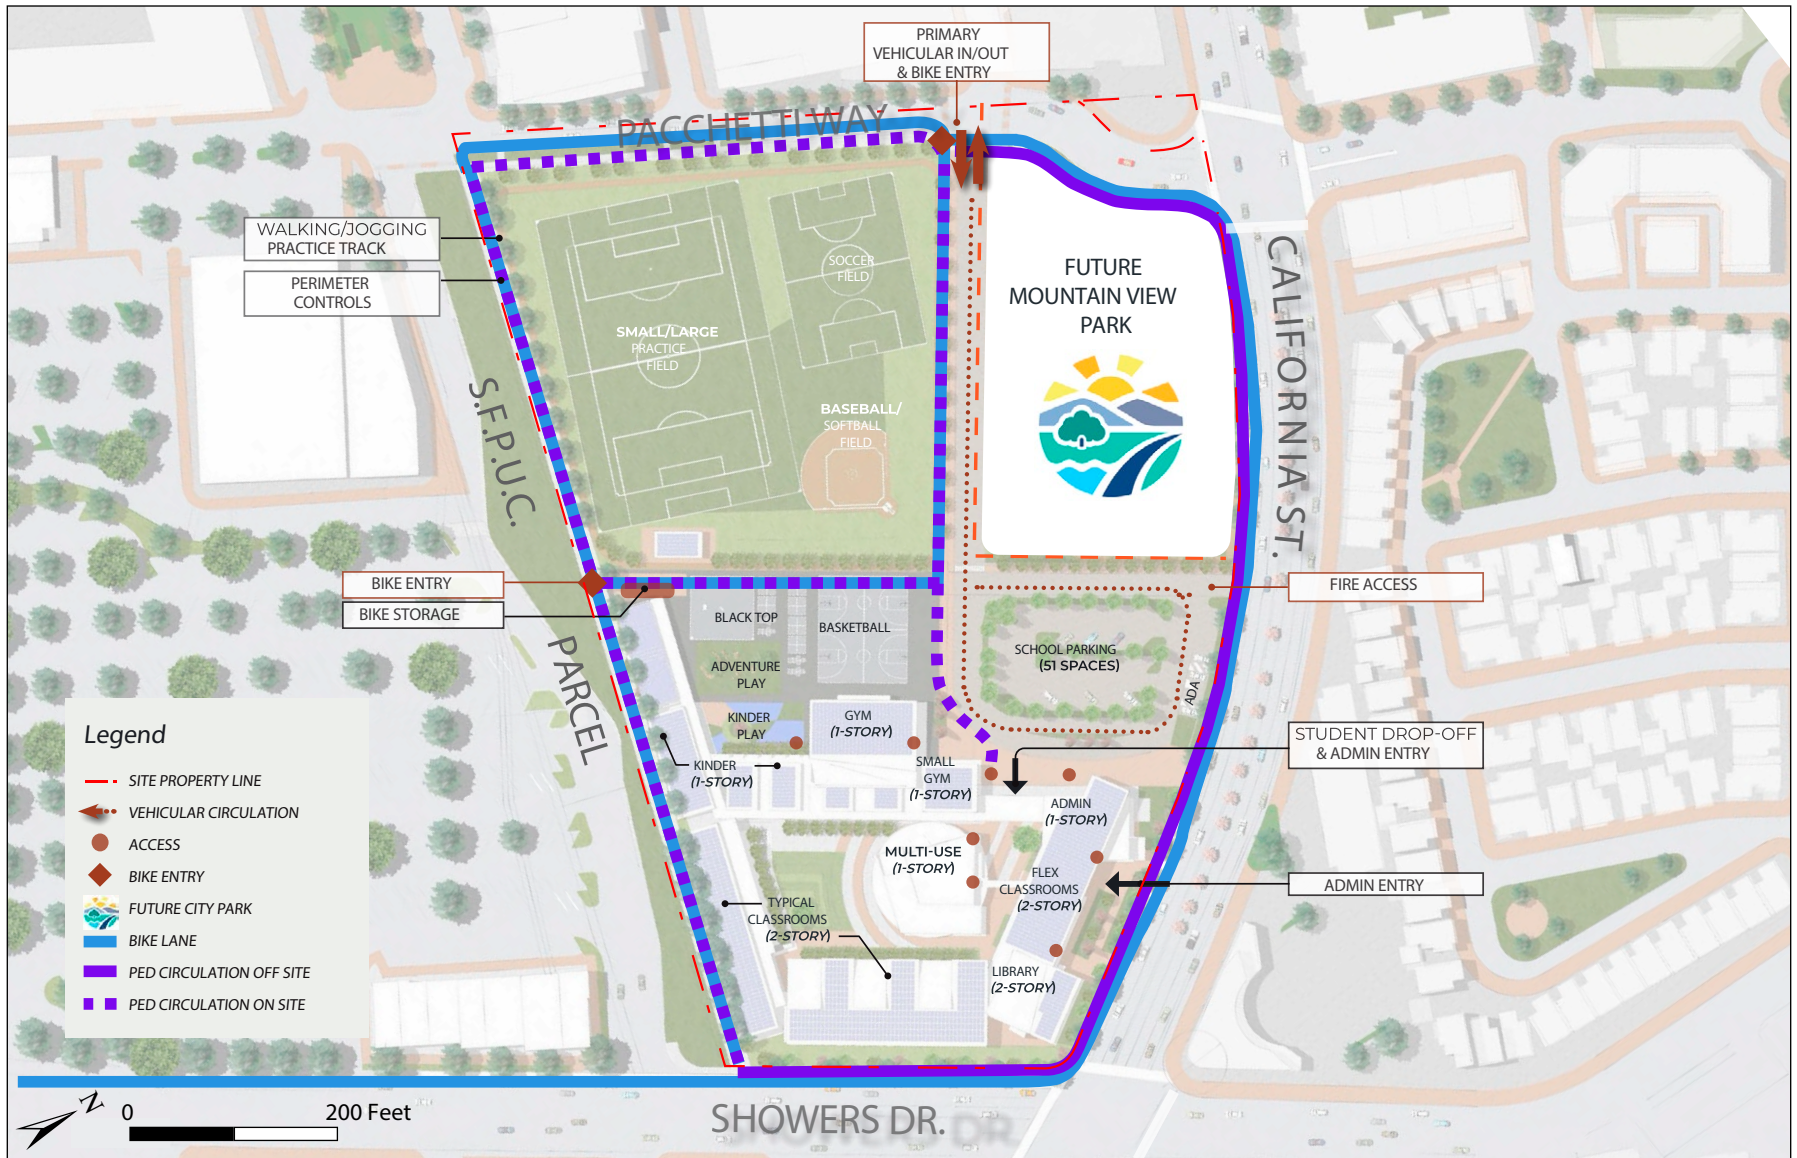 PRIMARY
VEHICULAR IN/OUT
& BIKE ENTRY
PACCHETTI WAY
WALKING/JOGGING
PRACTICE TRACK
PERIMETER
CONTROLS
SOCCER
FIELD
SMALL/LARGE
PRACTICE
FIELD
BASEBALL/
SOFTBALL
FIELD
FUTURE
MOUNTAIN VIEW
PARK
CALIFORNIA ST.
S.F.P.U.C.
PARCEL
BIKE ENTRY
BIKE STORAGE
FIRE ACCESS
BLACK TOP
BASKETBALL
ADVENTURE
PLAY
SCHOOL PARKING
(51 SPACES)
ADA
KINDER
PLAY
GYM
(1-STORY)
STUDENT DROP-OFF
& ADMIN ENTRY
KINDER
(1-STORY)
SMALL
GYM
(1-STORY)
ADMIN
(1-STORY)
MULTI-USE
(1-STORY)
FLEX
CLASSROOMS
(2-STORY)
ADMIN ENTRY
TYPICAL
CLASSROOMS
(2-STORY)
LIBRARY
(2-STORY)
Legend
SITE PROPERTY LINE
VEHICULAR CIRCULATION
ACCESS
BIKE ENTRY
FUTURE CITY PARK
BIKE LANE
PED CIRCULATION OFF SITE
PED CIRCULATION ON SITE
N
0 200 Feet
SHOWERS DR.